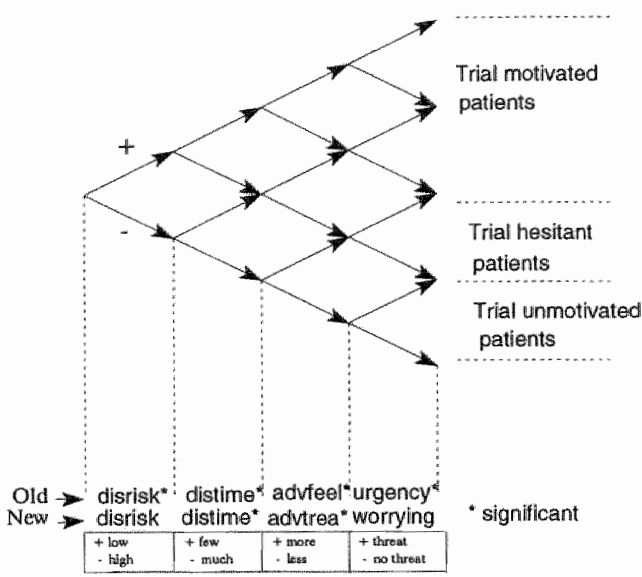 Trial motivated
patients
+
-
Trial hesitant
patients
Trial unmotivated
patients
Old disrisk* distime* advfeel* urgency*
New disrisk distime* advtrea* worrying
* significant
+ low + few + more + threat
- high - much - less - no threat